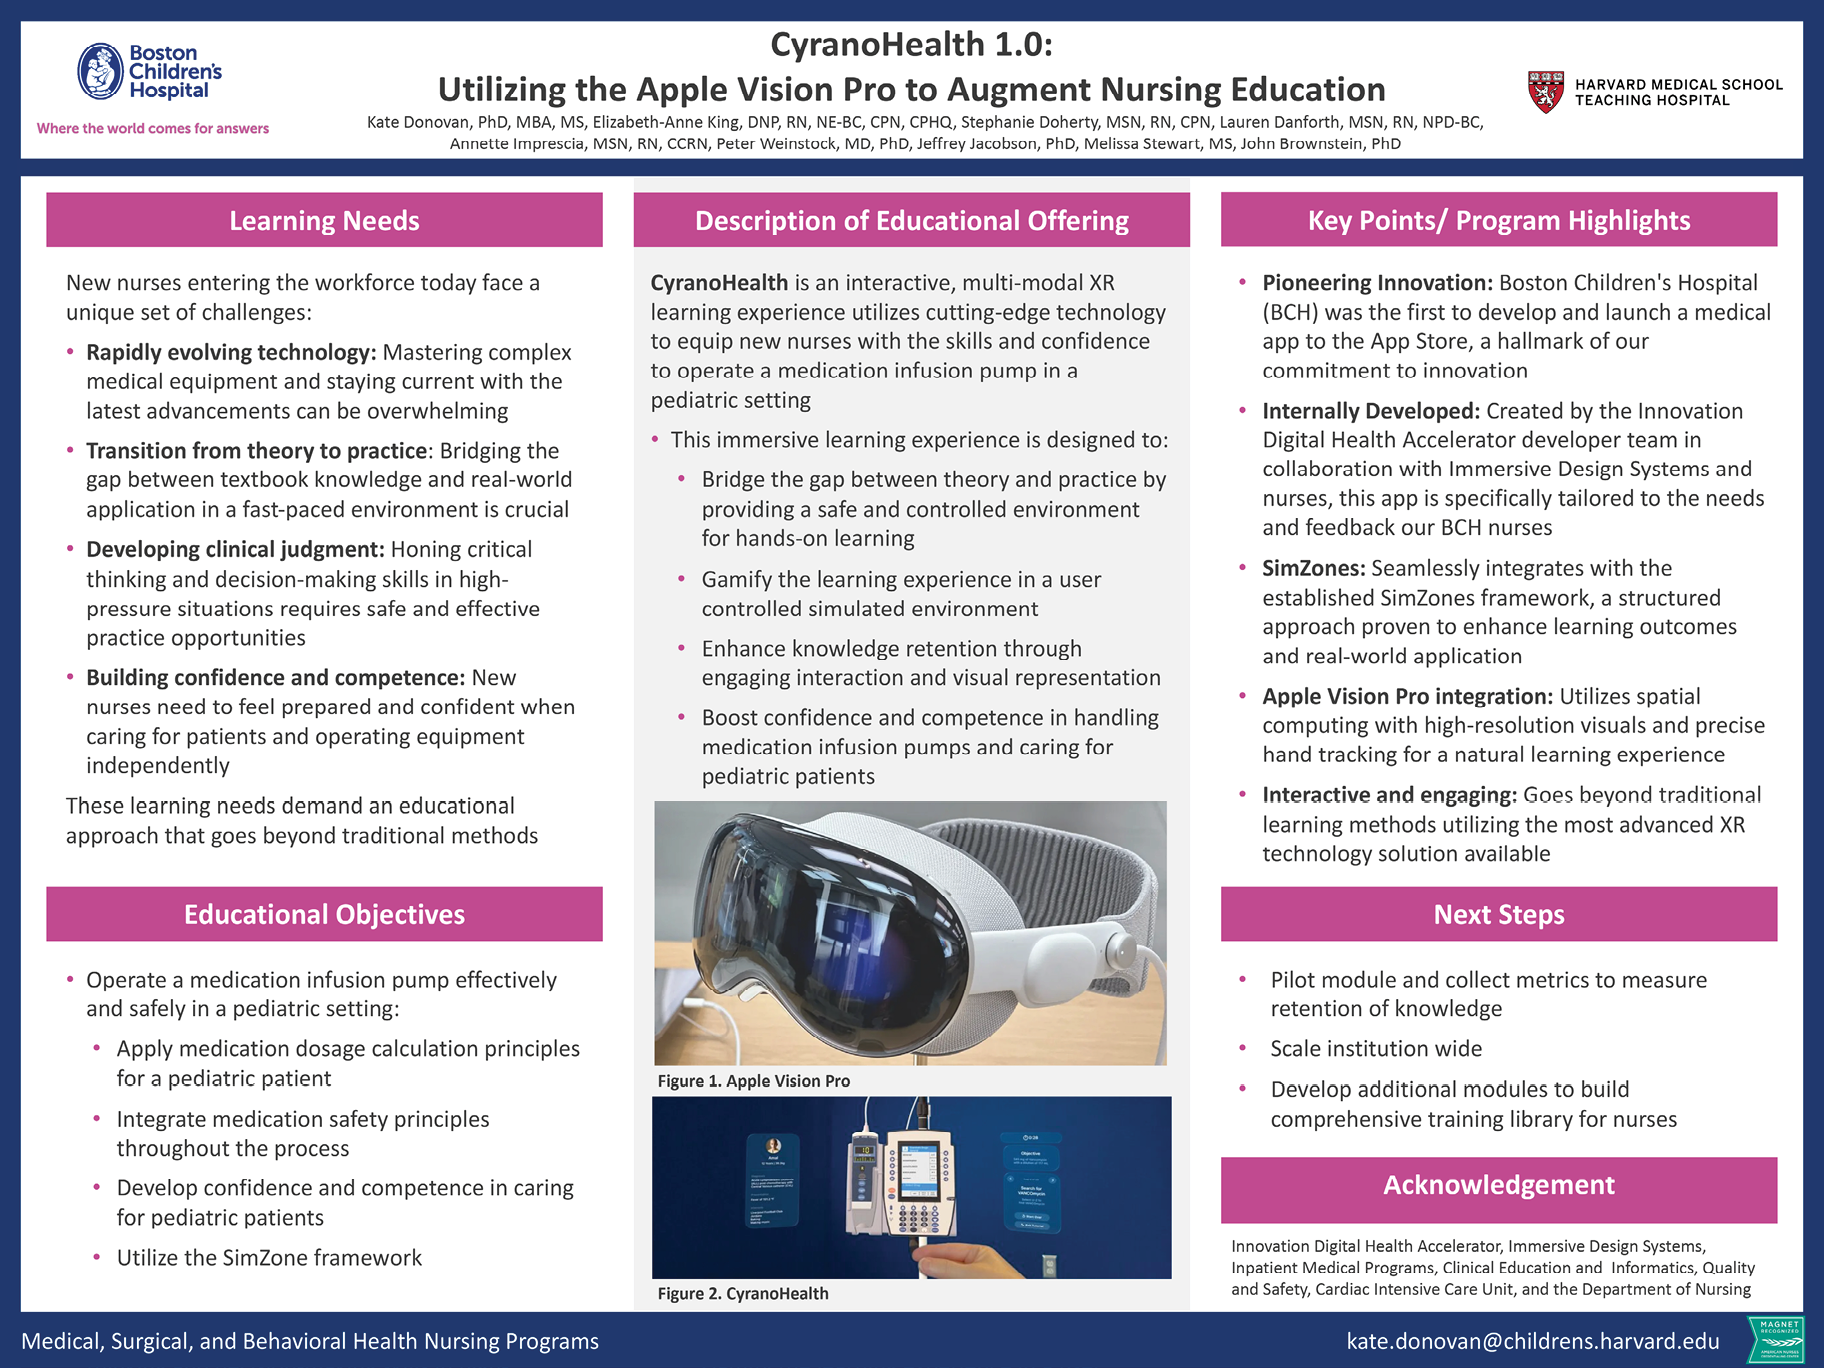 Boston
Children's
Hospital
Where the world comes for answers
CyranoHealth 1.0:
Utilizing the Apple Vision Pro to Augment Nursing Education
Kate Donovan, PhD, MBA, MS, Elizabeth-Anne King, DNP, RN, NE-BC, CPN, CPHQ, Stephanie Doherty, MSN, RN, CPN, Lauren Danforth, MSN, RN, NPD-BC,
Annette Imprescia, MSN, RN, CCRN, Peter Weinstock, MD, PhD, Jeffrey Jacobson, PhD, Melissa Stewart, MS, John Brownstein, PhD
HARVARD MEDICAL SCHOOL
TEACHING HOSPITAL
Learning Needs
New nurses entering the workforce today face a
unique set of challenges:
• Rapidly evolving technology: Mastering complex
medical equipment and staying current with the
latest advancements can be overwhelming
• Transition from theory to practice: Bridging the
gap between textbook knowledge and real-world
application in a fast-paced environment is crucial
• Developing clinical judgment: Honing critical
thinking and decision-making skills in high-
pressure situations requires safe and effective
practice opportunities
• Building confidence and competence: New
nurses need to feel prepared and confident when
caring for patients and operating equipment
independently
These learning needs demand an educational
approach that goes beyond traditional methods
Educational Objectives
• Operate a medication infusion pump effectively
and safely in a pediatric setting:
• Apply medication dosage calculation principles
for a pediatric patient
• Integrate medication safety principles
throughout the process
• Develop confidence and competence in caring
for pediatric patients
• Utilize the SimZone framework
Description of Educational Offering
CyranoHealth is an interactive, multi-modal XR
learning experience utilizes cutting-edge technology
to equip new nurses with the skills and confidence
to operate a medication infusion pump in a
pediatric setting
• This immersive learning experience is designed to:
• Bridge the gap between theory and practice by
providing a safe and controlled environment
for hands-on learning
• Gamify the learning experience in a user
controlled simulated environment
• Enhance knowledge retention through
engaging interaction and visual representation
• Boost confidence and competence in handling
medication infusion pumps and caring for
pediatric patients
Figure 1. Apple Vision Pro
Objective
Search for
VANCOmycin
Figure 2. CyranoHealth
Key Points/ Program Highlights
• Pioneering Innovation: Boston Children's Hospital
(BCH) was the first to develop and launch a medical
app to the App Store, a hallmark of our
commitment to innovation
• Internally Developed: Created by the Innovation
Digital Health Accelerator developer team in
collaboration with Immersive Design Systems and
nurses, this app is specifically tailored to the needs
and feedback our BCH nurses
• SimZones: Seamlessly integrates with the
established SimZones framework, a structured
approach proven to enhance learning outcomes
and real-world application
• Apple Vision Pro integration: Utilizes spatial
computing with high-resolution visuals and precise
hand tracking for a natural learning experience
• Interactive and engaging: Goes beyond traditional
learning methods utilizing the most advanced XR
technology solution available
Next Steps
• Pilot module and collect metrics to measure
retention of knowledge
• Scale institution wide
• Develop additional modules to build
comprehensive training library for nurses
Acknowledgement
Innovation Digital Health Accelerator, Immersive Design Systems,
Inpatient Medical Programs, Clinical Education and Informatics, Quality
and Safety, Cardiac Intensive Care Unit, and the Department of Nursing
Medical, Surgical, and Behavioral Health Nursing Programs
kate.donovan@childrens.harvard.edu
MAGNET
RECOGNIZED